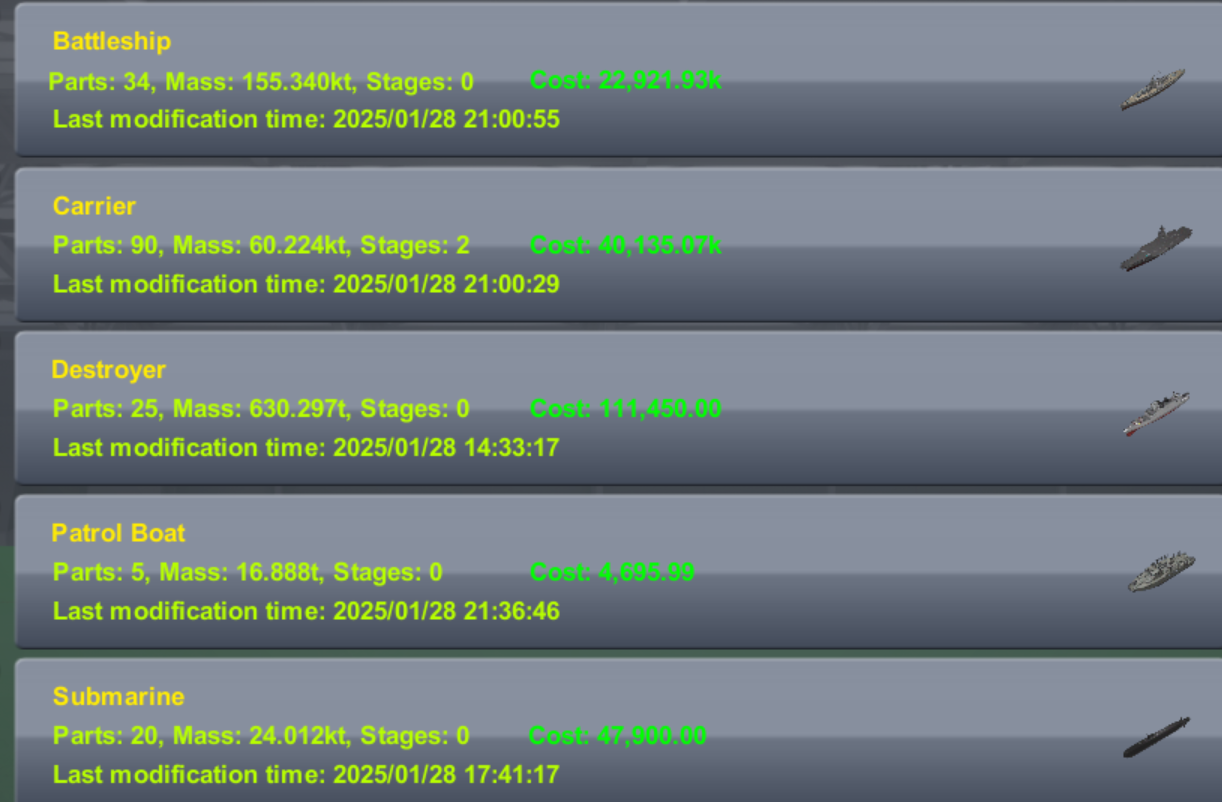 Battleship
Parts: 34, Mass: 155.340kt, Stages: 0 Cost: 22,921.93k
Last modification time: 2025/01/28 21:00:55
Carrier
Parts: 90, Mass: 60.224kt, Stages: 2 Cost: 40,135.67k
Last modification time: 2025/01/28 21:00:29
Destroyer
Parts: 25, Mass: 630.297t, Stages: 0 Cost: 111,450.00
Last modification time: 2025/01/28 14:33:17
Patrol Boat
Parts: 5, Mass: 16.888t, Stages: 0 Cost: 4,695.99
Last modification time: 2025/01/28 21:36:46
Submarine
Parts: 20, Mass: 24.012kt, Stages: 0 Cost: 47,900.00
Last modification time: 2025/01/28 17:41:17